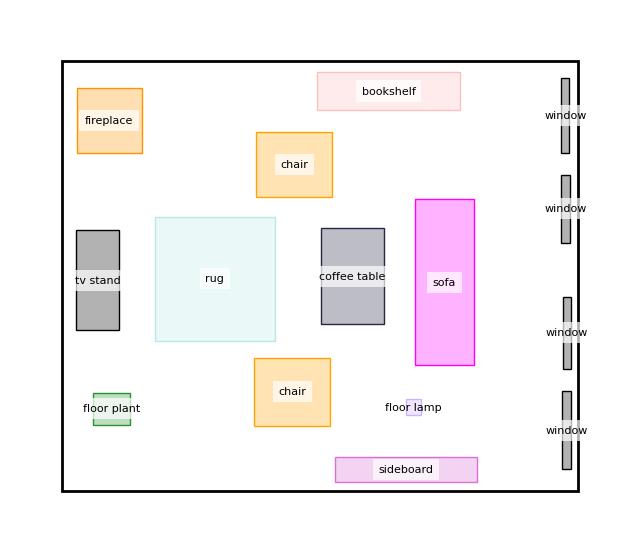 bookshelf
fireplace
window
chair
window
tv stand
rug
coffee table
sofa
window
chair
floor plant
floor lamp
window
sideboard